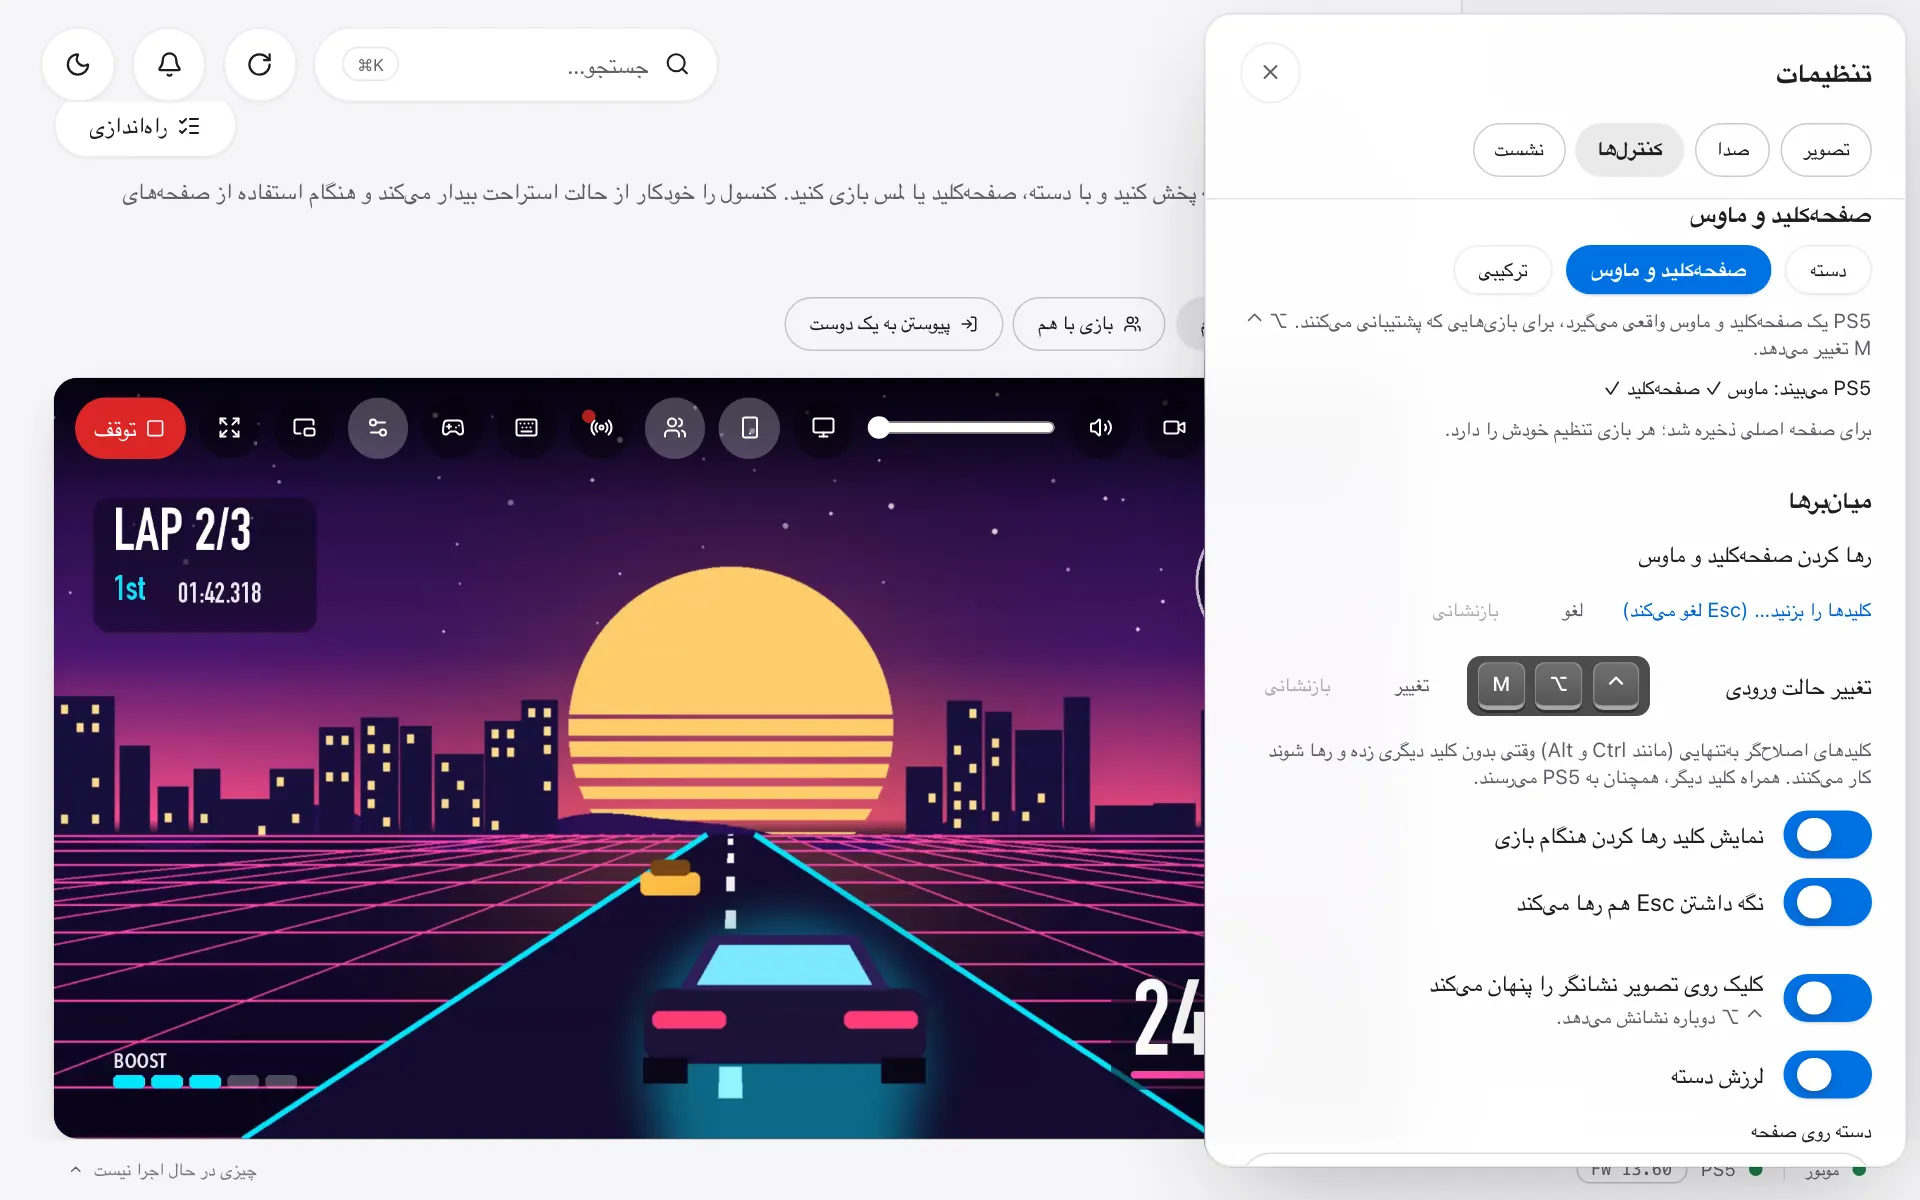 جستجو...
⌘K
راه‌اندازی
پخش کنید و با دسته، صفحه‌کلید یا لمس بازی کنید. کنسول را خودکار از حالت استراحت بیدار می‌کند و هنگام استفاده از صفحه‌های
بازی با هم
پیوستن به یک دوست
توقف
LAP 2/3
1st 01:42.318
BOOST
24
چیزی در حال اجرا نیست
تنظیمات
تصویر
صدا
کنترل‌ها
نشست
صفحه‌کلید و ماوس
دسته
صفحه‌کلید و ماوس
ترکیبی
PS5 یک صفحه‌کلید و ماوس واقعی می‌گیرد، برای بازی‌هایی که پشتیبانی می‌کنند. ⌥ ⌃
M تغییر می‌دهد.
PS5 می‌بیند: ماوس ✓ صفحه‌کلید ✓
برای صفحه اصلی ذخیره شد؛ هر بازی تنظیم خودش را دارد.
میان‌برها
رها کردن صفحه‌کلید و ماوس
کلیدها را بزنید... (Esc لغو می‌کند)
لغو
بازنشانی
تغییر حالت ورودی
⌃ ⌥ M
تغییر
بازنشانی
کلیدهای اصلاح‌گر به‌تنهایی (مانند Ctrl و Alt) وقتی بدون کلید دیگری زده و رها شوند
کار می‌کنند. همراه کلید دیگر، همچنان به PS5 می‌رسند.
نمایش کلید رها کردن هنگام بازی
نگه داشتن Esc هم رها می‌کند
کلیک روی تصویر نشانگر را پنهان می‌کند
⌃ ⌥ دوباره نشانش می‌دهد.
لرزش دسته
دسته روی صفحه
موتور
PS5
FW 13.60